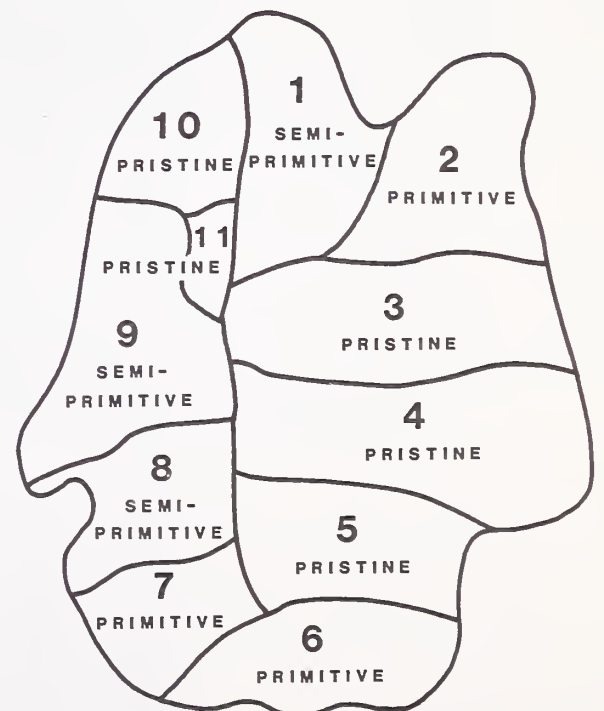 1
SEMI-
PRIMITIVE
10
PRISTINE
2
PRIMITIVE
11
PRISTINE
3
PRISTINE
9
SEMI-
PRIMITIVE
4
PRISTINE
8
SEMI-
PRIMITIVE
5
PRISTINE
7
PRIMITIVE
6
PRIMITIVE